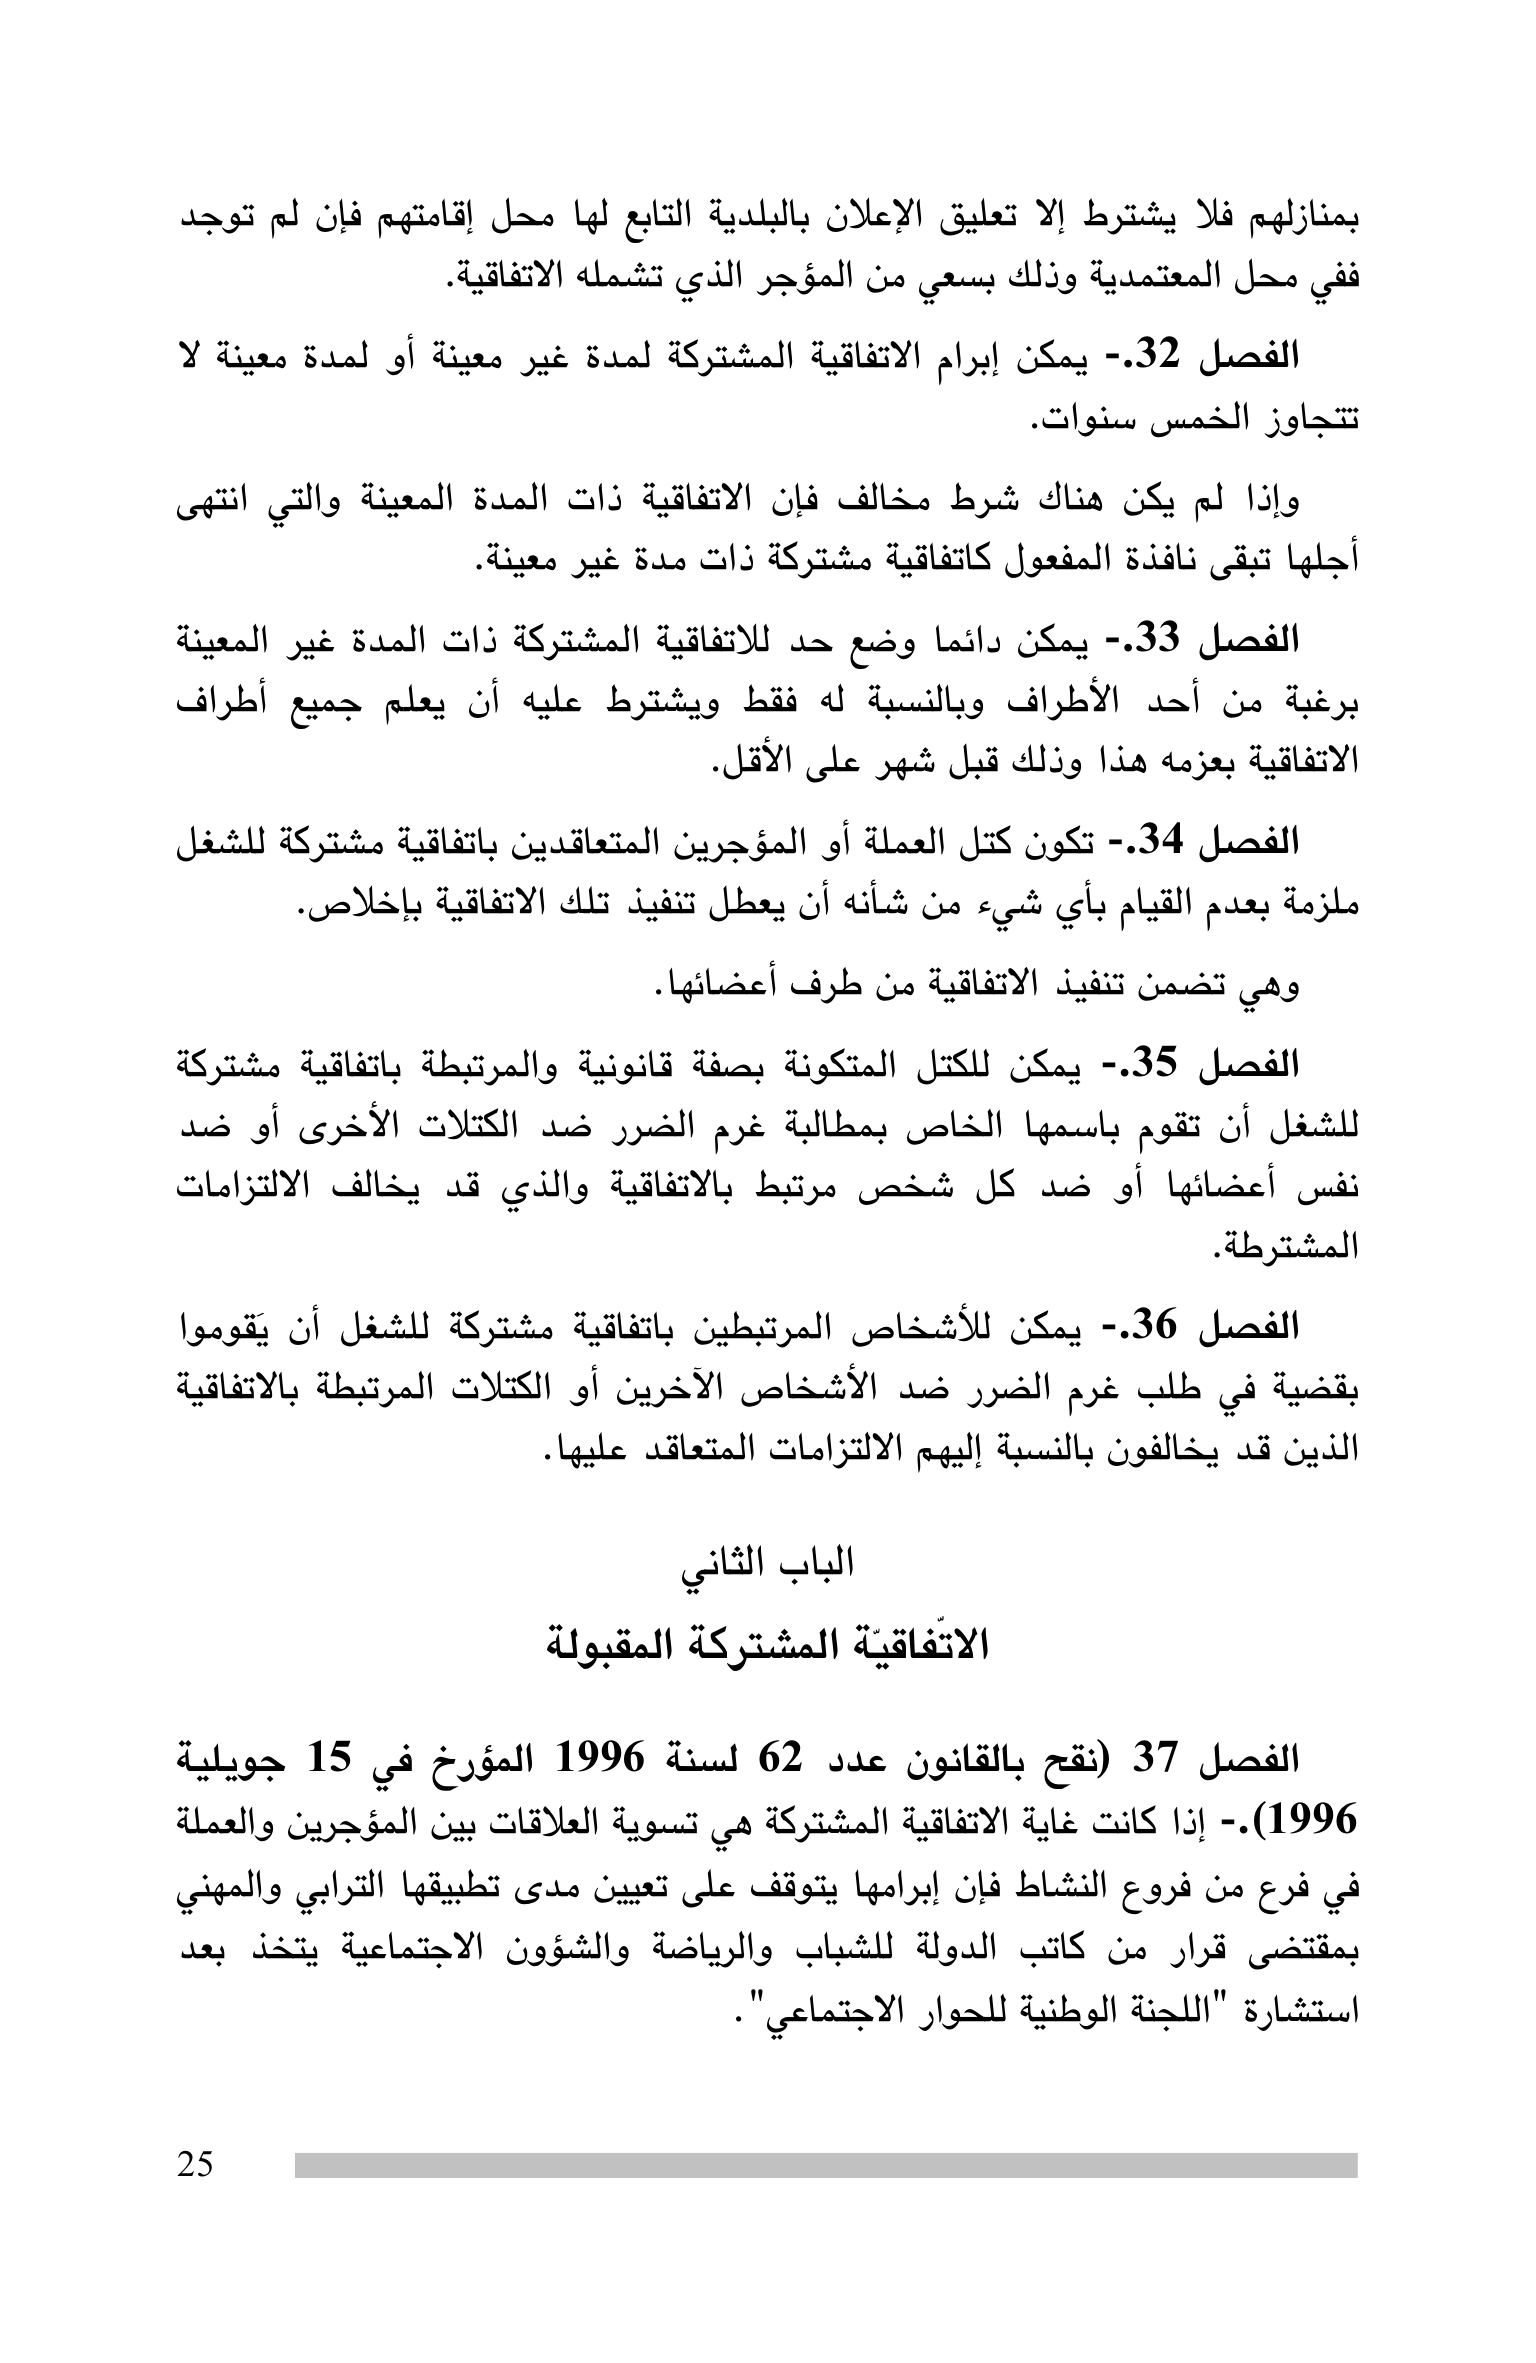 بمنازلهم فلا يشترط إلا تعليق الإعلان بالبلدية التابع لها محل إقامتهم فإن لم توجد
ففي محل المعتمدية وذلك بسعي من المؤجر الذي تشمله الاتفاقية.
الفصل 32.- يمكن إبرام الاتفاقية المشتركة لمدة غير معينة أو لمدة معينة لا
تتجاوز الخمس سنوات.
وإذا لم يكن هناك شرط مخالف فإن الاتفاقية ذات المدة المعينة والتي انتهى
أجلها تبقى نافذة المفعول كاتفاقية مشتركة ذات مدة غير معينة.
الفصل 33.- يمكن دائما وضع حد للاتفاقية المشتركة ذات المدة غير المعينة
برغبة من أحد الأطراف وبالنسبة له فقط ويشترط عليه أن يعلم جميع أطراف
الاتفاقية بعزمه هذا وذلك قبل شهر على الأقل.
الفصل 34.- تكون كتل العملة أو المؤجرين المتعاقدين باتفاقية مشتركة للشغل
ملزمة بعدم القيام بأي شيء من شأنه أن يعطل تنفيذ تلك الاتفاقية بإخلاص.
وهي تضمن تنفيذ الاتفاقية من طرف أعضائها.
الفصل 35.- يمكن للكتل المتكونة بصفة قانونية والمرتبطة باتفاقية مشتركة
للشغل أن تقوم باسمها الخاص بمطالبة غرم الضرر ضد الكتلات الأخرى أو ضد
نفس أعضائها أو ضد كل شخص مرتبط بالاتفاقية والذي قد يخالف الالتزامات
المشترطة.
الفصل 36.- يمكن للأشخاص المرتبطين باتفاقية مشتركة للشغل أن يَقوموا
بقضية في طلب غرم الضرر ضد الأشخاص الآخرين أو الكتلات المرتبطة بالاتفاقية
الذين قد يخالفون بالنسبة إليهم الالتزامات المتعاقد عليها.
الباب الثاني
الاتّفاقيّة المشتركة المقبولة
الفصل 37 (نقح بالقانون عدد 62 لسنة 1996 المؤرخ في 15 جويلية
1996).- إذا كانت غاية الاتفاقية المشتركة هي تسوية العلاقات بين المؤجرين والعملة
في فرع من فروع النشاط فإن إبرامها يتوقف على تعيين مدى تطبيقها الترابي والمهني
بمقتضى قرار من كاتب الدولة للشباب والرياضة والشؤون الاجتماعية يتخذ بعد
استشارة "اللجنة الوطنية للحوار الاجتماعي".
25